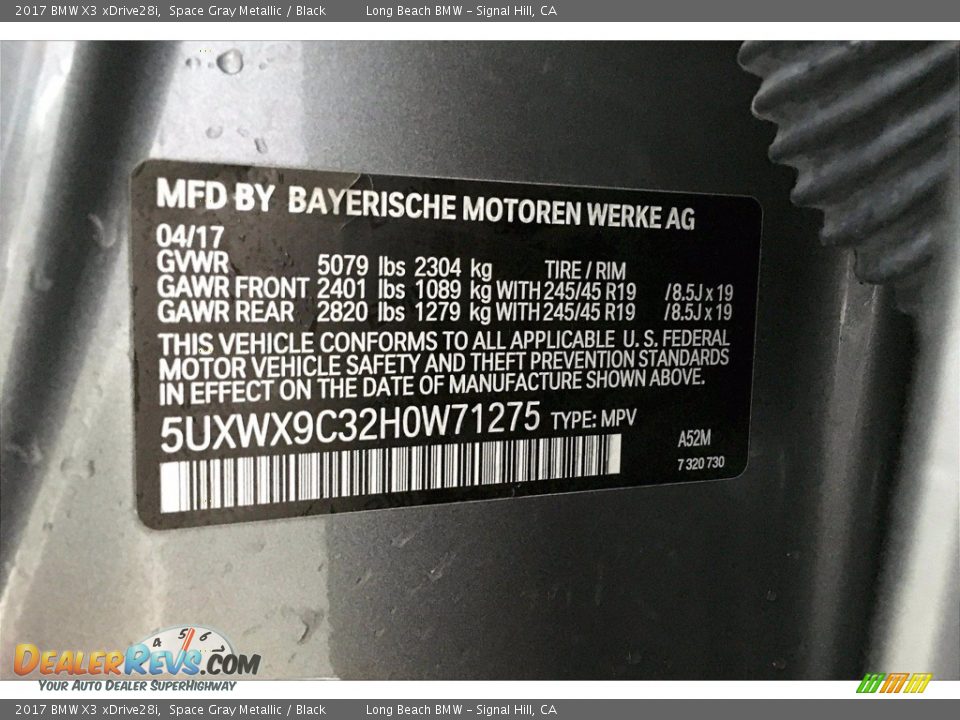 2017 BMW X3 xDrive28i, Space Gray Metallic / Black Long Beach BMW - Signal Hill, CA
MFD BY BAYERISCHE MOTOREN WERKE AG
04/17
GVWR 5079 lbs 2304 kg TIRE / RIM
GAWR FRONT 2401 lbs 1089 kg WITH 245/45 R19 / 8.5J x 19
GAWR REAR 2820 lbs 1279 kg WITH 245/45 R19 / 8.5J x 19
THIS VEHICLE CONFORMS TO ALL APPLICABLE U. S. FEDERAL
MOTOR VEHICLE SAFETY AND THEFT PREVENTION STANDARDS
IN EFFECT ON THE DATE OF MANUFACTURE SHOWN ABOVE.
5UXWX9C32H0W71275 TYPE: MPV
A52M
7 320 730
4 5 6
DEALERREVS.COM
YOUR AUTO DEALER SUPERHIGHWAY
2017 BMW X3 xDrive28i, Space Gray Metallic / Black Long Beach BMW - Signal Hill, CA